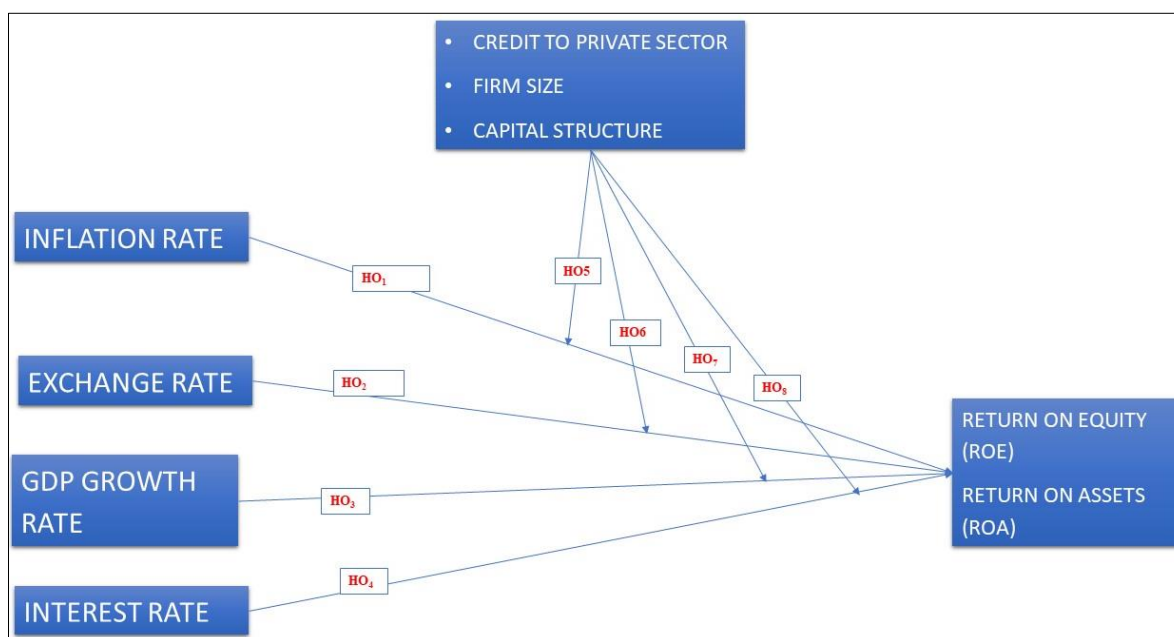 • CREDIT TO PRIVATE SECTOR
• FIRM SIZE
• CAPITAL STRUCTURE
INFLATION RATE
HO₁
HO5
HO6
HO₇
HO₈
EXCHANGE RATE
HO₂
GDP GROWTH
RATE
HO₃
INTEREST RATE
HO₄
RETURN ON EQUITY
(ROE)
RETURN ON ASSETS
(ROA)